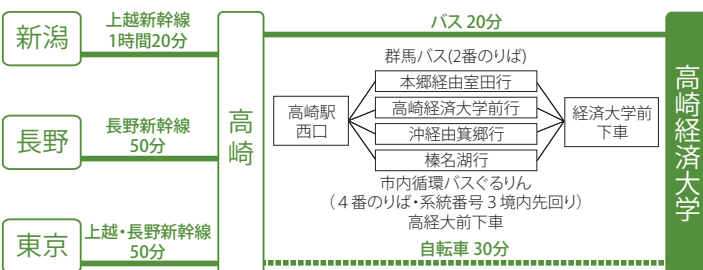 新潟
上越新幹線
1時間20分
長野
長野新幹線
50分
東京
上越・長野新幹線
50分
高崎
バス 20分
群馬バス(2番のりば)
高崎駅
西口
本郷経由室田行
高崎経済大学前行
沖経由箕郷行
榛名湖行
経済大学前
下車
市内循環バスぐるりん
（４番のりば・系統番号３境内先回り）
高経大前下車
自転車 30分
高崎経済大学